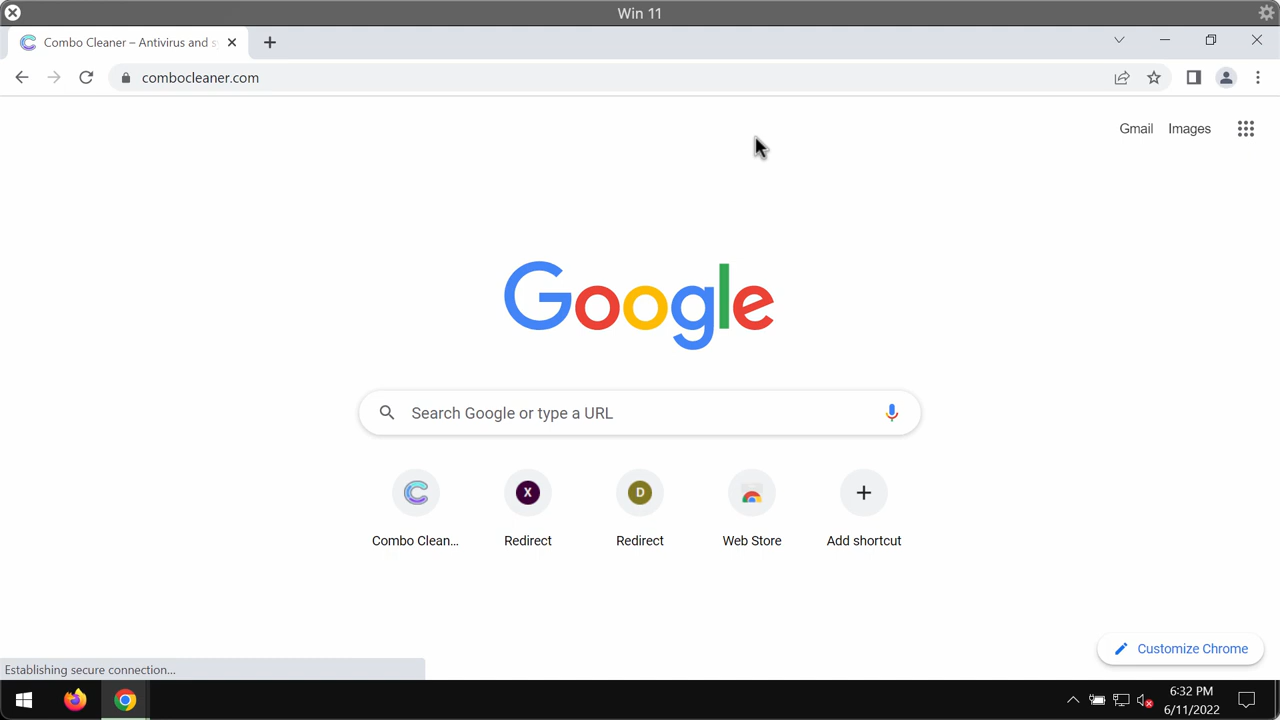 Win 11
Combo Cleaner – Antivirus and s
combocleaner.com
Gmail Images
Google
Search Google or type a URL
X D
Combo Clean... Redirect Redirect Web Store Add shortcut
Customize Chrome
Establishing secure connection...
6:32 PM
6/11/2022